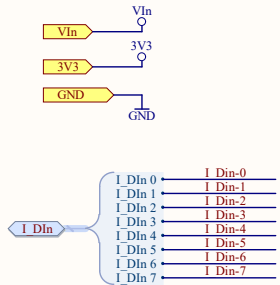 VIn
VIn
3V3
3V3
GND
GND
I_DIn 0 I_Din-0
I_DIn 1 I_Din-1
I_DIn 2 I_Din-2
I_DIn 3 I_Din-3
I_DIn I_DIn 4 I_Din-4
I_DIn 5 I_Din-5
I_DIn 6 I_Din-6
I_DIn 7 I_Din-7